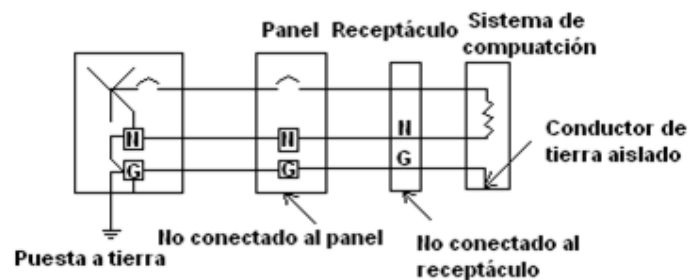 Panel
Receptáculo
Sistema de
compuatción
N
G
N
G
N
G
Conductor de
tierra aislado
No conectado al panel
No conectado al
receptáculo
Puesta a tierra